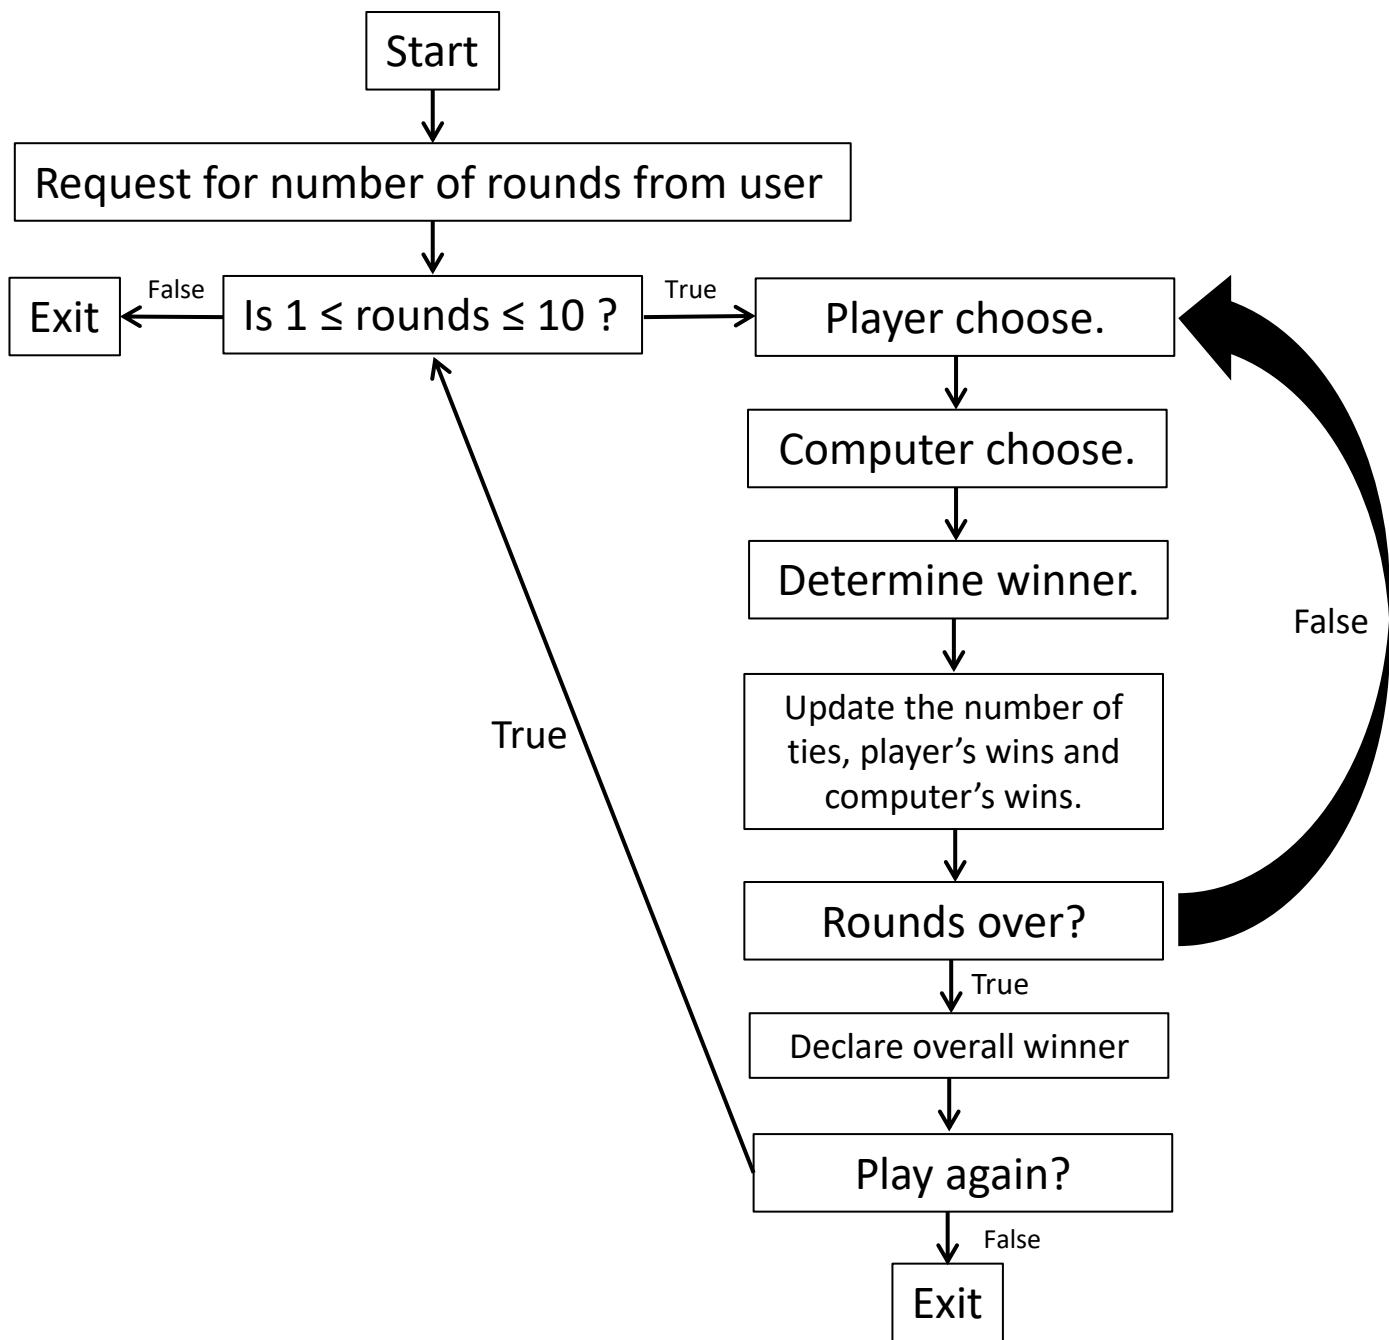 Start
Request for number of rounds from user
Exit
False
Is 1 ≤ rounds ≤ 10 ?
True
Player choose.
Computer choose.
Determine winner.
False
Update the number of
ties, player’s wins and
computer’s wins.
True
Rounds over?
True
Declare overall winner
Play again?
False
Exit